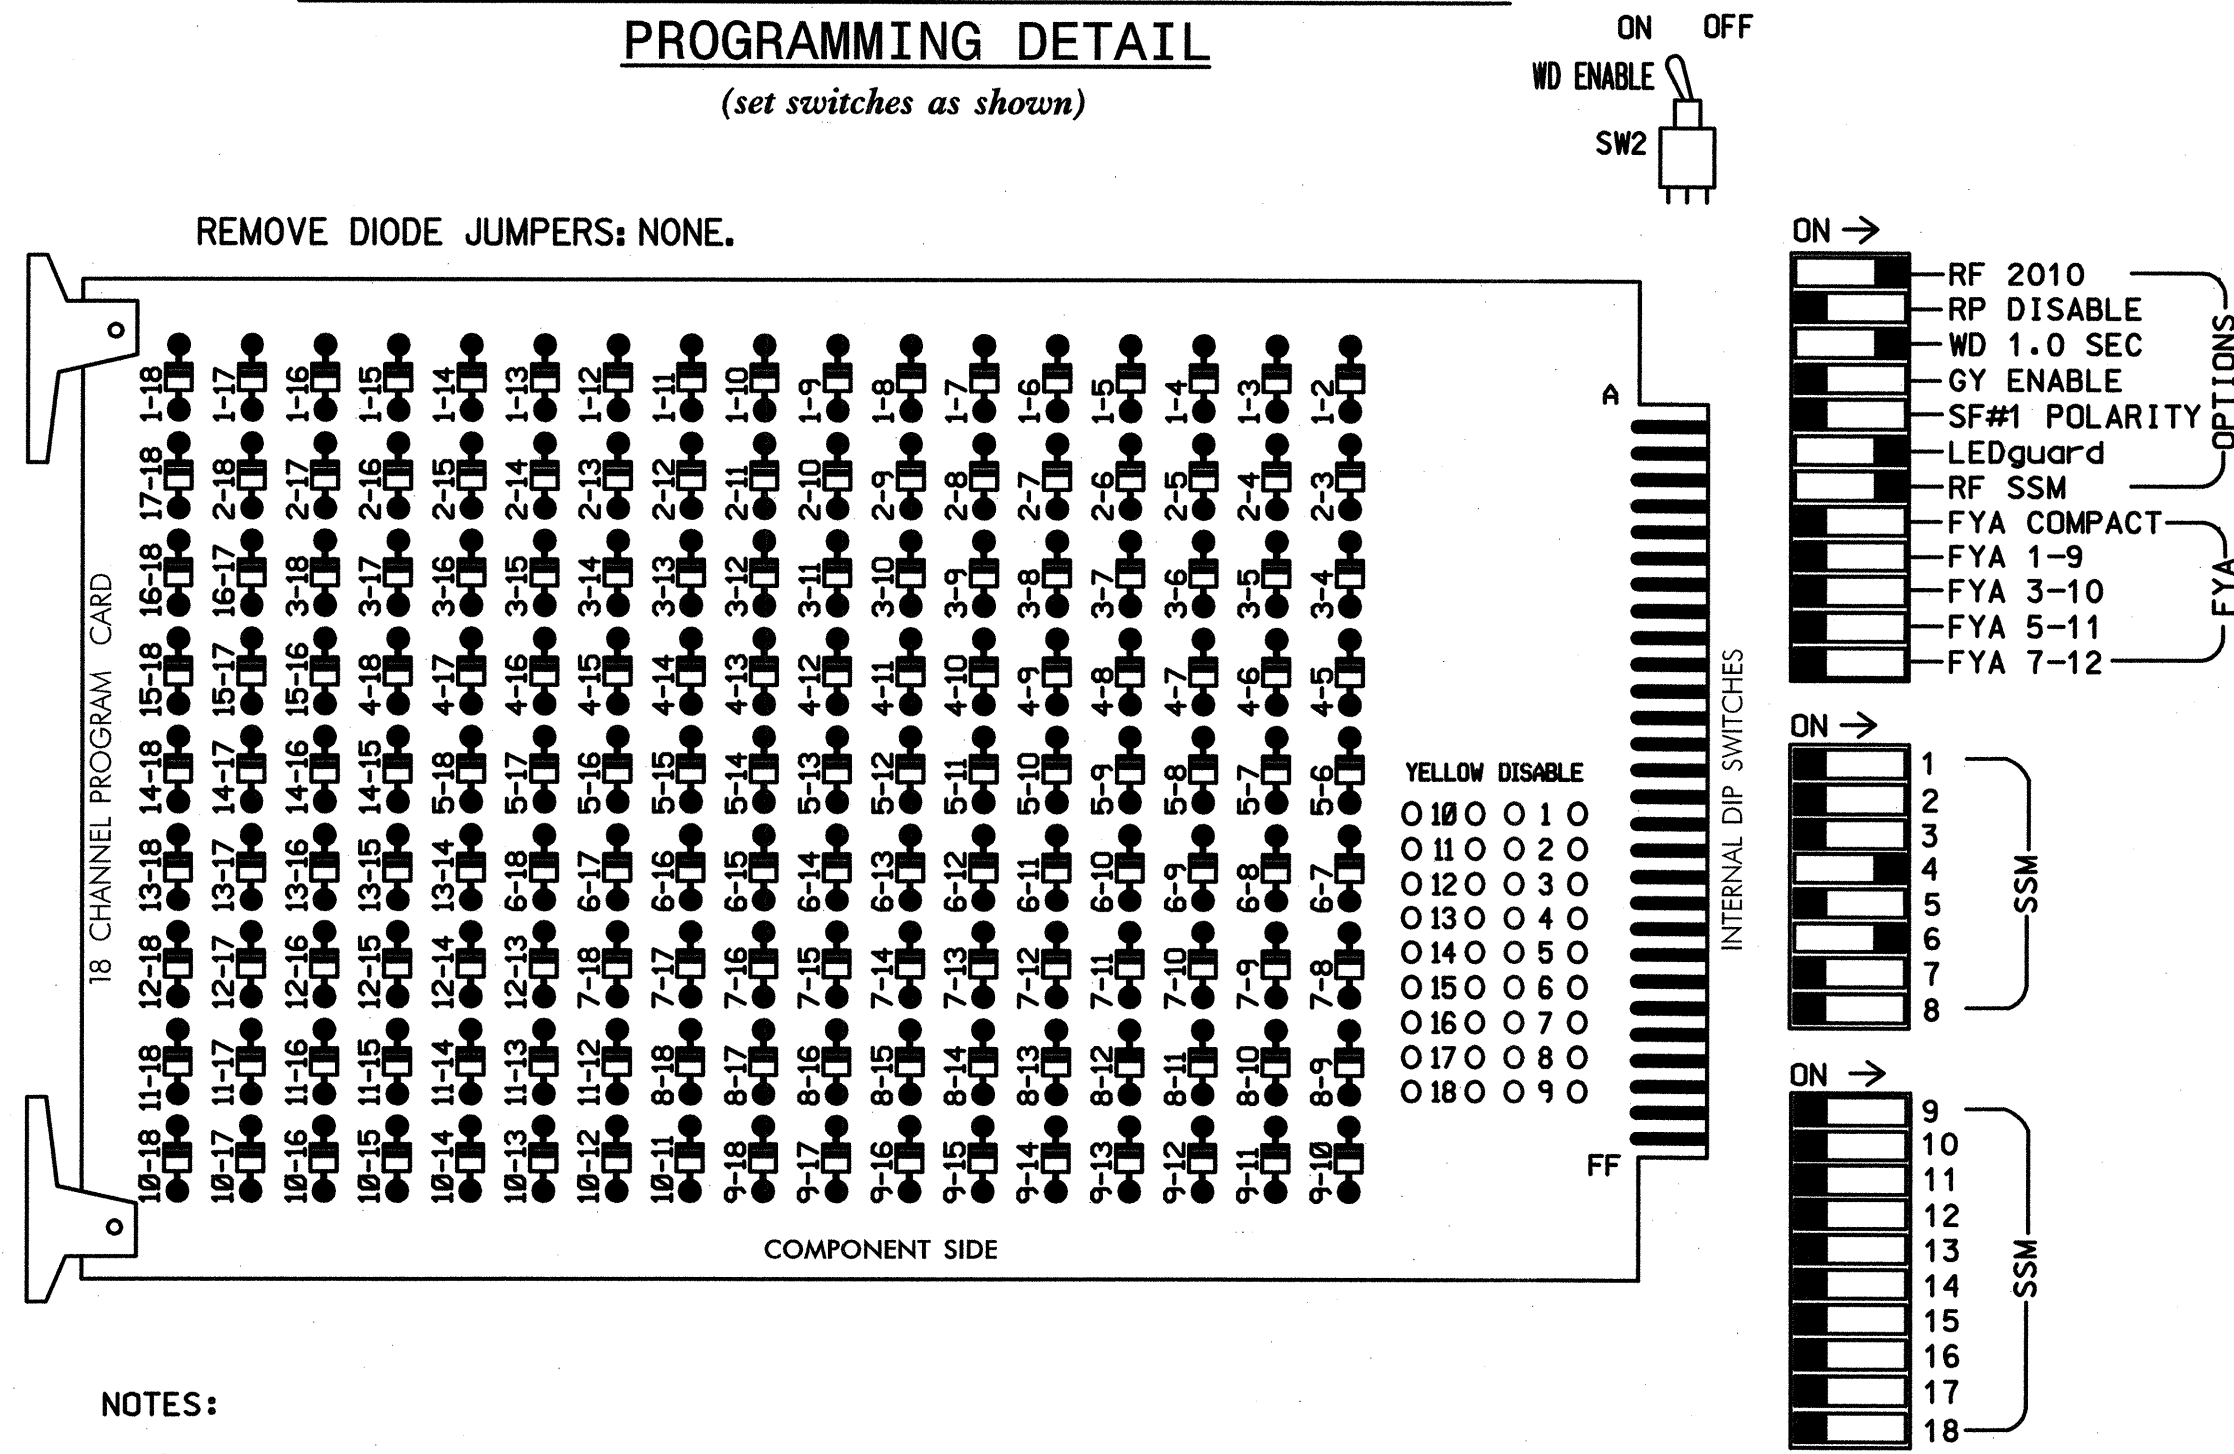 PROGRAMMING DETAIL
(set switches as shown)
ON OFF
WD ENABLE
SW2
REMOVE DIODE JUMPERS: NONE.
18 CHANNEL PROGRAM CARD
1-18 1-17 1-16 1-15 1-14 1-13 1-12 1-11 1-10 1-9 1-8 1-7 1-6 1-5 1-4 1-3 1-2
17-18 2-18 2-17 2-16 2-15 2-14 2-13 2-12 2-11 2-10 2-9 2-8 2-7 2-6 2-5 2-4 2-3
16-18 16-17 3-18 3-17 3-16 3-15 3-14 3-13 3-12 3-11 3-10 3-9 3-8 3-7 3-6 3-5 3-4
15-18 15-17 15-16 4-18 4-17 4-16 4-15 4-14 4-13 4-12 4-11 4-10 4-9 4-8 4-7 4-6 4-5
14-18 14-17 14-16 14-15 5-18 5-17 5-16 5-15 5-14 5-13 5-12 5-11 5-10 5-9 5-8 5-7 5-6
13-18 13-17 13-16 13-15 13-14 6-18 6-17 6-16 6-15 6-14 6-13 6-12 6-11 6-10 6-9 6-8 6-7
12-18 12-17 12-16 12-15 12-14 12-13 7-18 7-17 7-16 7-15 7-14 7-13 7-12 7-11 7-10 7-9 7-8
11-18 11-17 11-16 11-15 11-14 11-13 11-12 8-18 8-17 8-16 8-15 8-14 8-13 8-12 8-11 8-10 8-9
10-18 10-17 10-16 10-15 10-14 10-13 10-12 10-11 9-18 9-17 9-16 9-15 9-14 9-13 9-12 9-11 9-10
COMPONENT SIDE
YELLOW DISABLE
10 1
11 2
12 3
13 4
14 5
15 6
16 7
17 8
18 9
A
FF
INTERNAL DIP SWITCHES
ON →
RF 2010
RP DISABLE
WD 1.0 SEC
GY ENABLE
SF#1 POLARITY
LEDguard
RF SSM
OPTIONS
FYA COMPACT
FYA 1-9
FYA 3-10
FYA 5-11
FYA 7-12
FYA
ON →
1
2
3
4
5
6
7
8
SSM
ON →
9
10
11
12
13
14
15
16
17
18
SSM
NOTES: